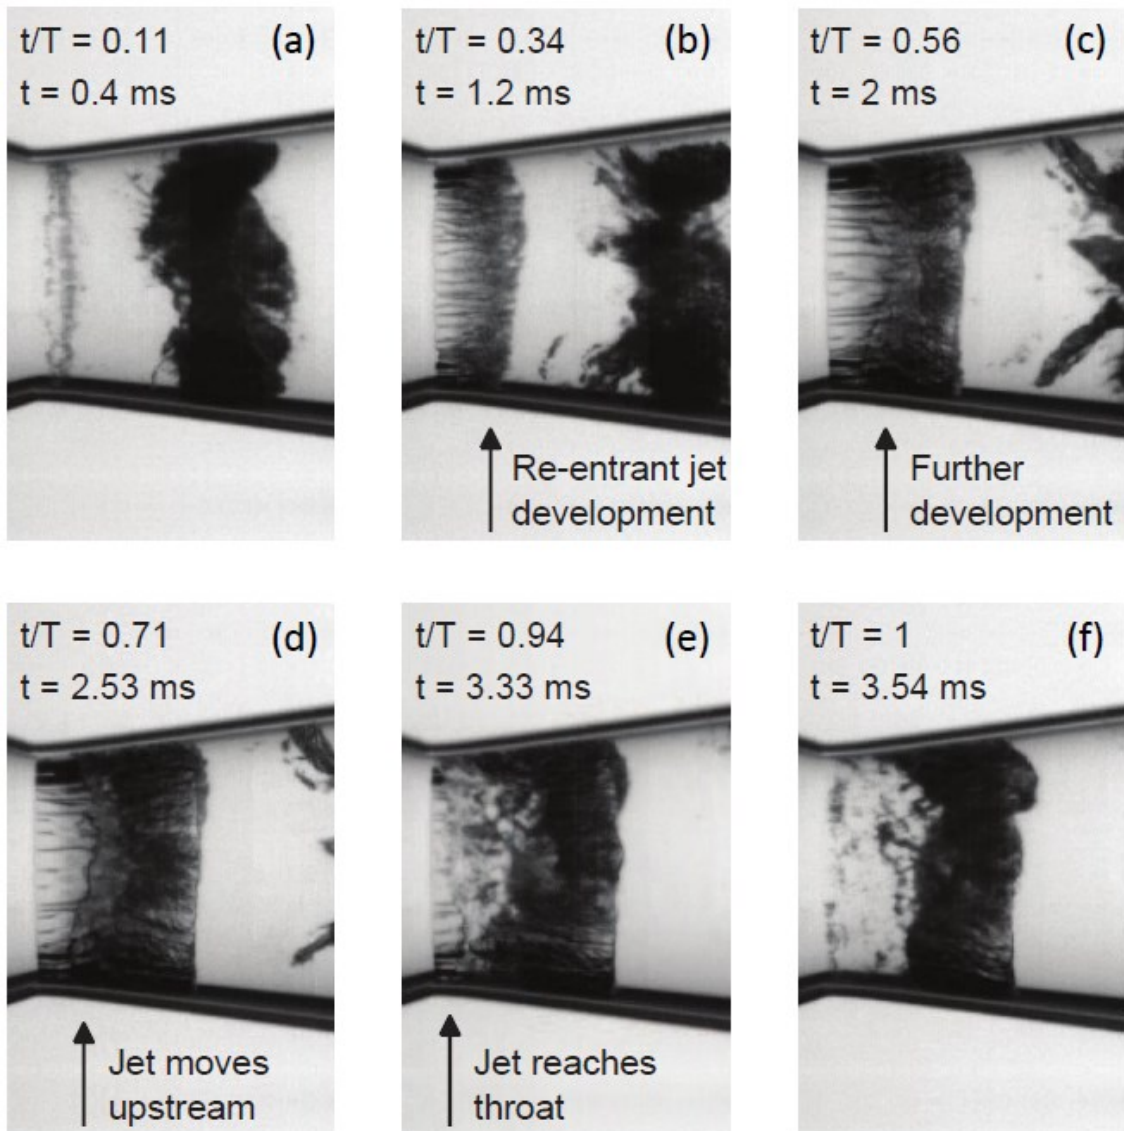 t/T = 0.11 (a)
t = 0.4 ms
t/T = 0.34 (b)
t = 1.2 ms
t/T = 0.56 (c)
t = 2 ms
Re-entrant jet
development
Further
development
t/T = 0.71 (d)
t = 2.53 ms
t/T = 0.94 (e)
t = 3.33 ms
t/T = 1 (f)
t = 3.54 ms
Jet moves
upstream
Jet reaches
throat